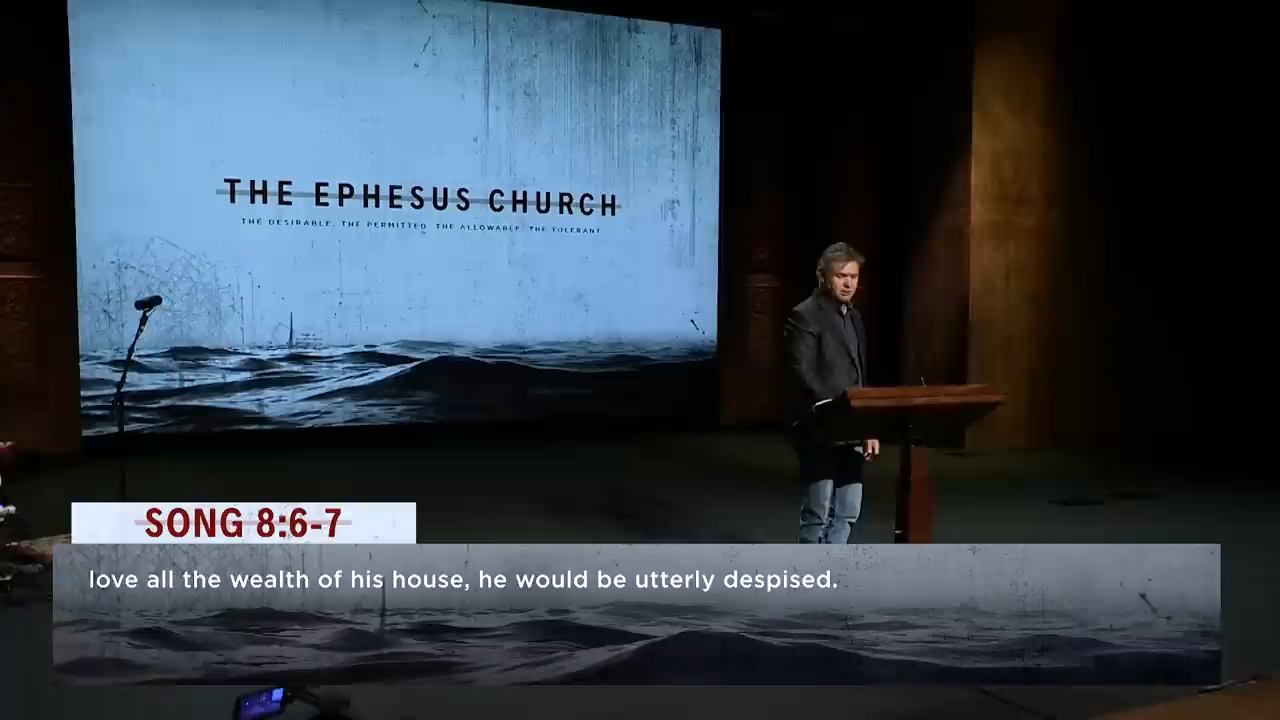 THE EPHESUS CHURCH
THE DESIRABLE. THE PERMITTED. THE ALLOWABLE. THE TOLERANT
SONG 8:6-7
love all the wealth of his house, he would be utterly despised.